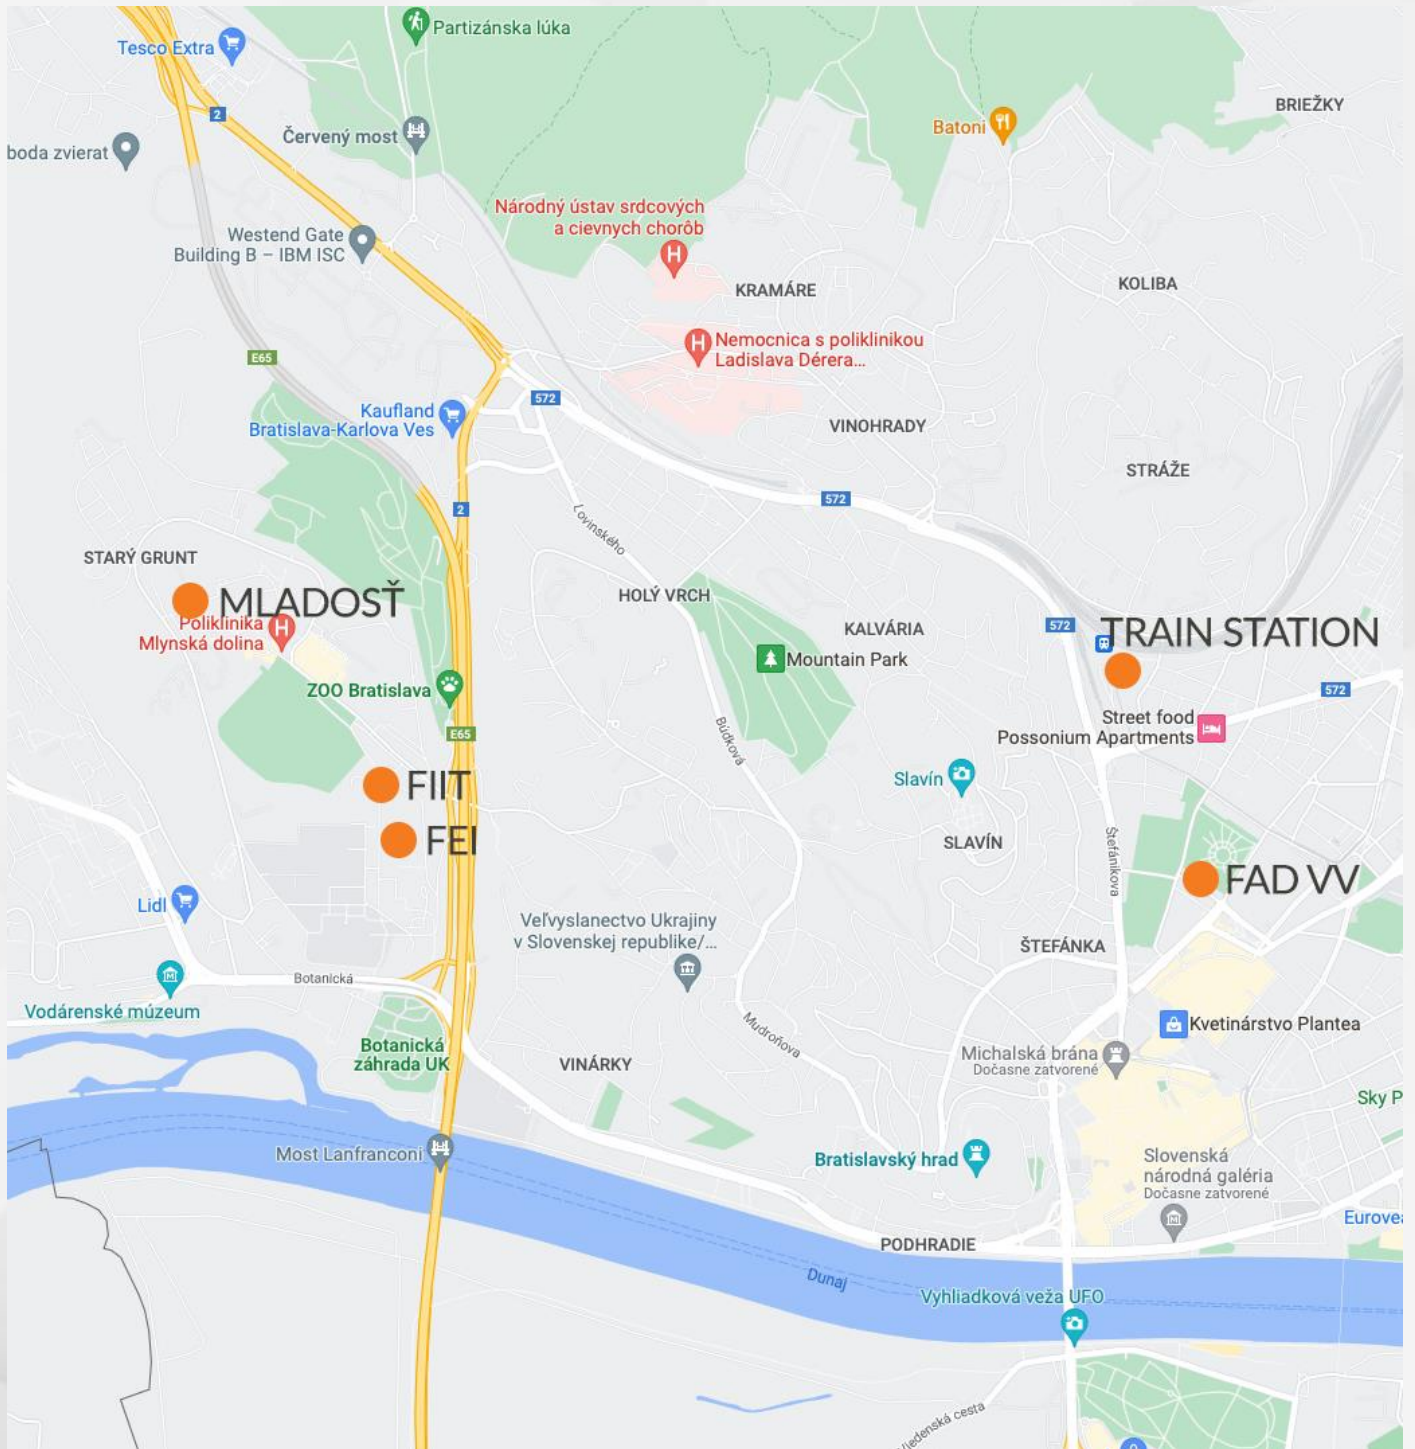 Partizánska lúka
Tesco Extra
2
BRIEŽKY
Batoni
Červený most
boda zvierat
Národný ústav srdcových
a cievnych chorôb
Westend Gate
Building B – IBM ISC
KRAMÁRE
KOLIBA
Nemocnica s poliklinikou
Ladislava Dérera...
E65
572
Kaufland
Bratislava-Karlova Ves
VINOHRADY
STRÁŽE
572
2
Lovinského
STARÝ GRUNT
HOLÝ VRCH
MLADOSŤ
Poliklinika
Mlynská dolina
KALVÁRIA
572
TRAIN STATION
Mountain Park
ZOO Bratislava
572
Street food
Possonium Apartments
E65
Búdková
FIIT
Slavín
FEI
SLAVÍN
Štefánikova
FAD VV
Lidl
Veľvyslanectvo Ukrajiny
v Slovenskej republike/...
ŠTEFÁNKA
Botanická
Vodárenské múzeum
Kvetinárstvo Plantea
Mudroňova
Botanická
záhrada UK
VINÁRKY
Michalská brána
Dočasne zatvorené
Sky P
Most Lanfranconi
Bratislavský hrad
Slovenská
národná galéria
Dočasne zatvorené
Eurove
PODHRADIE
Dunaj
Vyhliadková veža UFO
Viedenská cesta